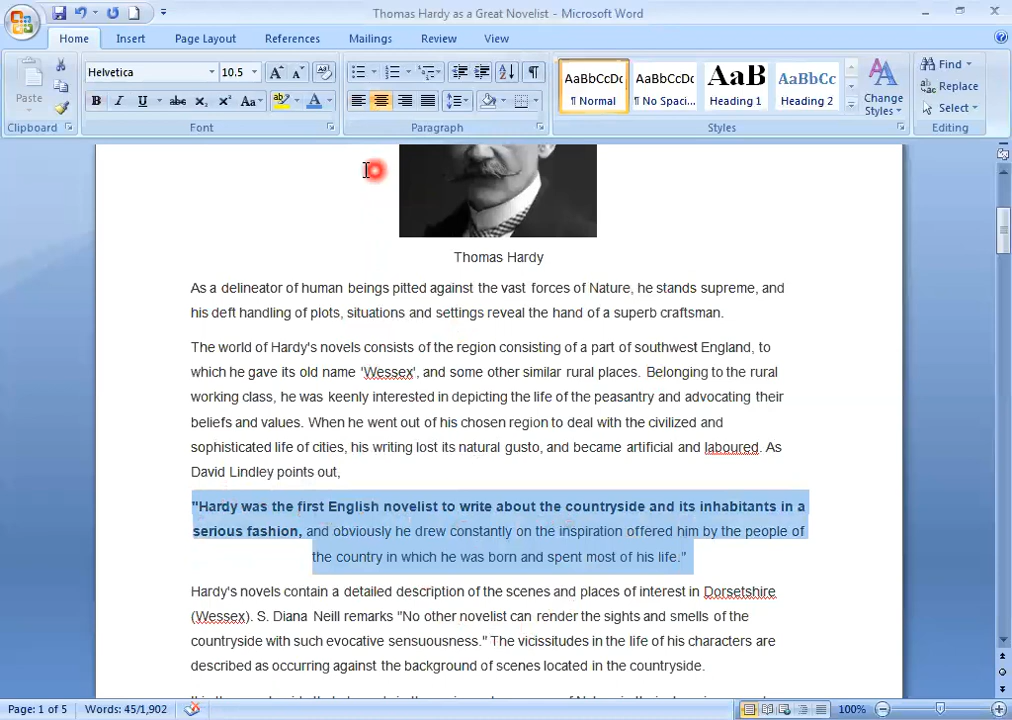 Thomas Hardy as a Great Novelist - Microsoft Word
Home Insert Page Layout References Mailings Review View
Paste
Clipboard
Helvetica 10.5
B I U abc X₂ X² Aa
Font
Paragraph
AaBbCcDc AaBbCcDc AaB AaBbCc
¶ Normal ¶ No Spaci... Heading 1 Heading 2
Change Styles
Styles
Find
Replace
Select
Editing
Thomas Hardy
As a delineator of human beings pitted against the vast forces of Nature, he stands supreme, and
his deft handling of plots, situations and settings reveal the hand of a superb craftsman.
The world of Hardy's novels consists of the region consisting of a part of southwest England, to
which he gave its old name 'Wessex', and some other similar rural places. Belonging to the rural
working class, he was keenly interested in depicting the life of the peasantry and advocating their
beliefs and values. When he went out of his chosen region to deal with the civilized and
sophisticated life of cities, his writing lost its natural gusto, and became artificial and laboured. As
David Lindley points out,
"Hardy was the first English novelist to write about the countryside and its inhabitants in a
serious fashion, and obviously he drew constantly on the inspiration offered him by the people of
the country in which he was born and spent most of his life."
Hardy's novels contain a detailed description of the scenes and places of interest in Dorsetshire
(Wessex). S. Diana Neill remarks "No other novelist can render the sights and smells of the
countryside with such evocative sensuousness." The vicissitudes in the life of his characters are
described as occurring against the background of scenes located in the countryside.
Page: 1 of 5 Words: 45/1,902 100%